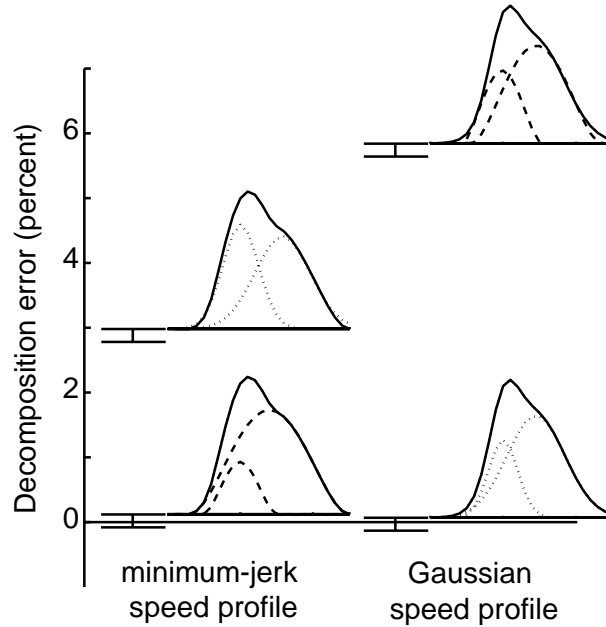 Decomposition error (percent)
6
4
2
0
minimum-jerk
speed profile
Gaussian
speed profile